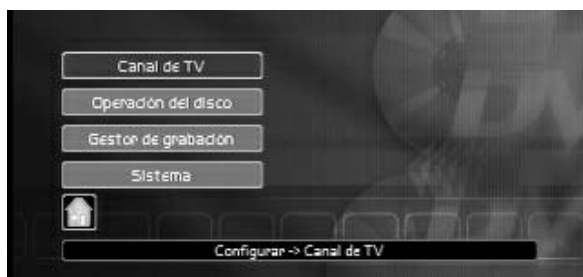 Canal de TV
Operación del disco
Gestor de grabación
Sistema
Configurar -> Canal de TV